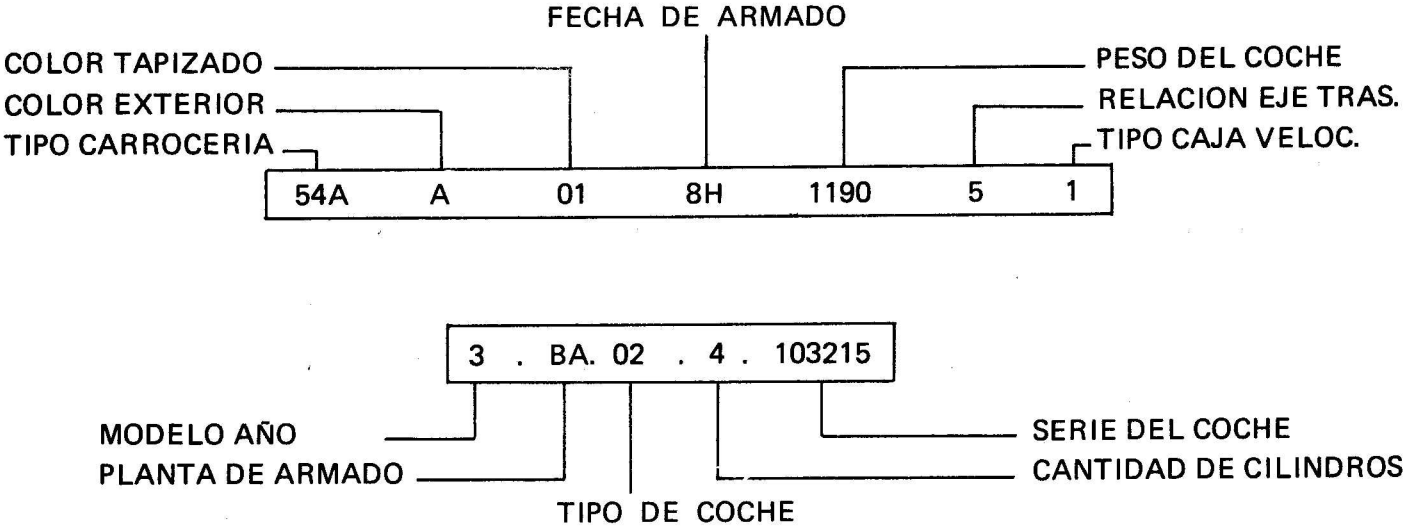 FECHA DE ARMADO
COLOR TAPIZADO
PESO DEL COCHE
COLOR EXTERIOR
RELACION EJE TRAS.
TIPO CARROCERIA
TIPO CAJA VELOC.
54A A 01 8H 1190 5 1
3 . BA. 02 . 4 . 103215
MODELO AÑO
SERIE DEL COCHE
PLANTA DE ARMADO
CANTIDAD DE CILINDROS
TIPO DE COCHE